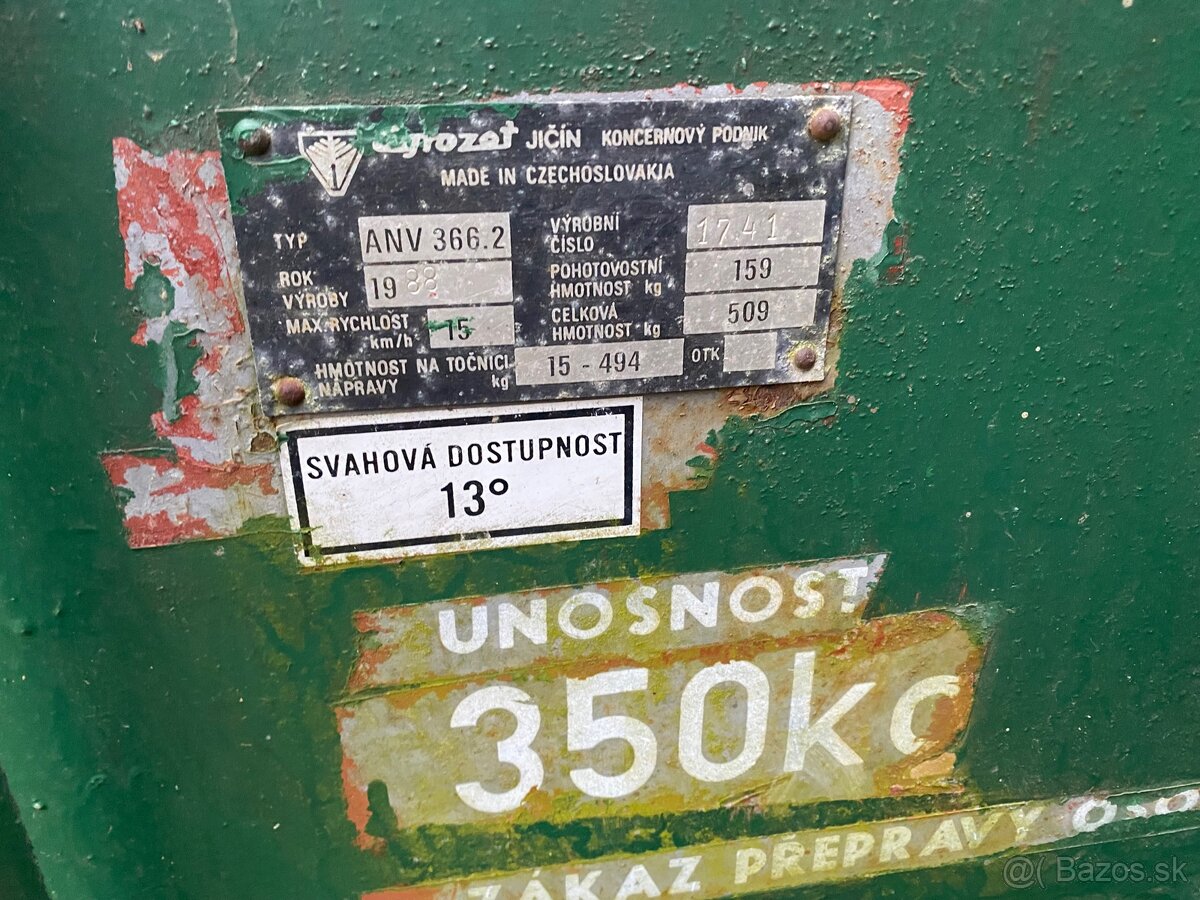 JIČÍN KONCERNOVÝ PODNIK
MADE IN CZECHOSLOVAKIA
TYP ANV 366.2
ROK VÝROBY 1988
MAX. RYCHLOST km/h 15
VÝROBNÍ ČÍSLO 1741
POHOTOVOSTNÍ HMOTNOST kg 159
CELKOVÁ HMOTNOST kg 509
HMOTNOST NA TOČNICI NÁPRAVY kg 15 - 494 OTK
SVAHOVÁ DOSTUPNOST
13°
UNOSNOST
350kg
ZÁKAZ PŘEPRAVY
@( Bazos.sk